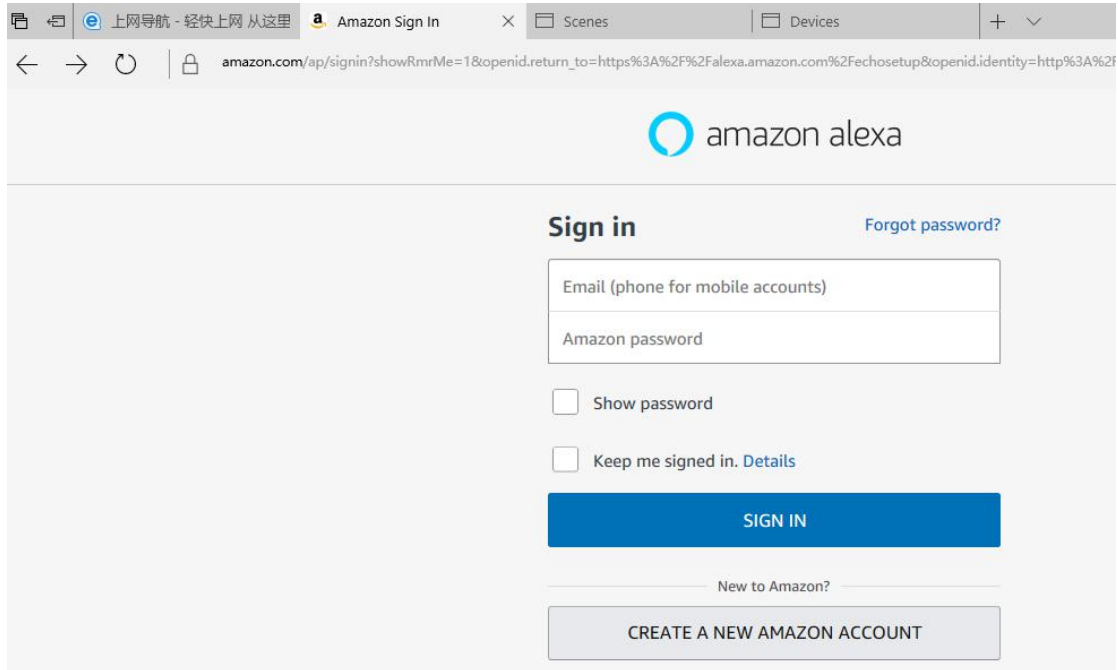 上网导航 - 轻快上网 从这里
Amazon Sign In
Scenes
Devices
amazon.com/ap/signin?showRmrMe=1&openid.return_to=https%3A%2F%2Falexa.amazon.com%2Fechosetup&openid.identity=http%3A%2F
amazon alexa
Sign in
Forgot password?
Email (phone for mobile accounts)
Amazon password
Show password
Keep me signed in. Details
SIGN IN
New to Amazon?
CREATE A NEW AMAZON ACCOUNT